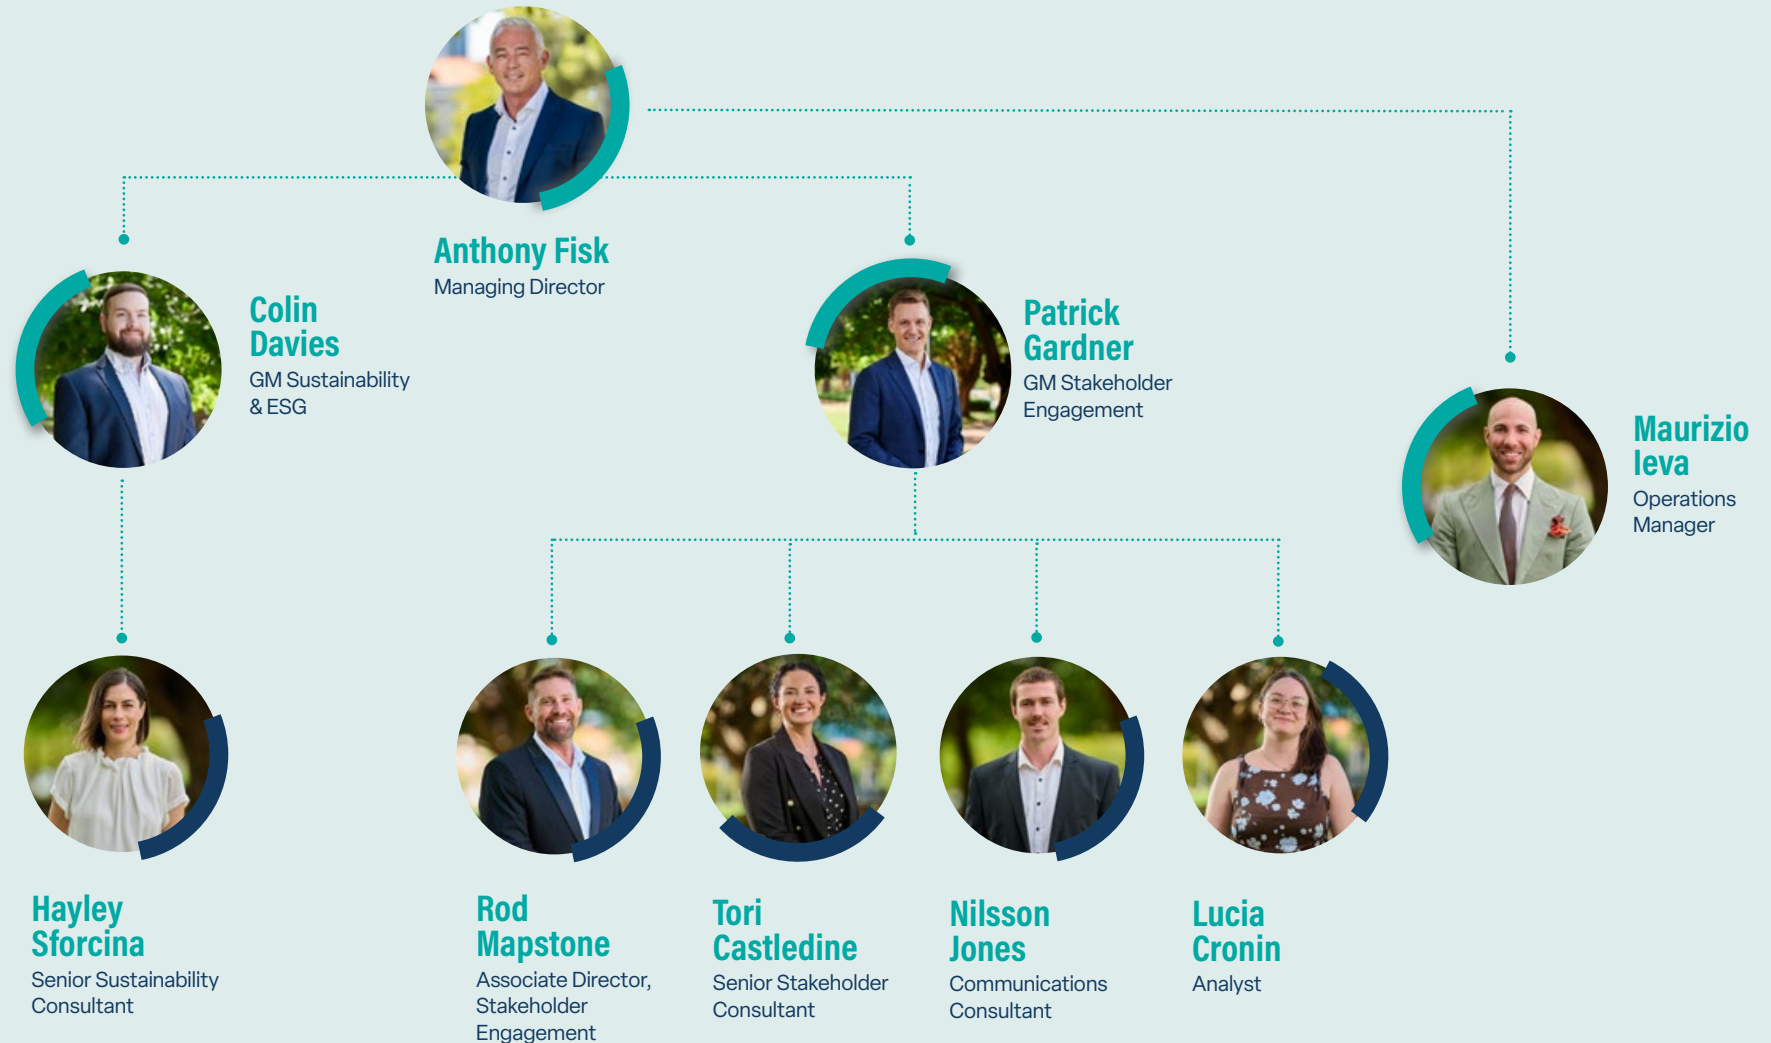 Anthony Fisk
Managing Director
Colin
Davies
GM Sustainability
& ESG
Patrick
Gardner
GM Stakeholder
Engagement
Maurizio
Ieva
Operations
Manager
Hayley
Sforcina
Senior Sustainability
Consultant
Rod
Mapstone
Associate Director,
Stakeholder
Engagement
Tori
Castledine
Senior Stakeholder
Consultant
Nilsson
Jones
Communications
Consultant
Lucia
Cronin
Analyst